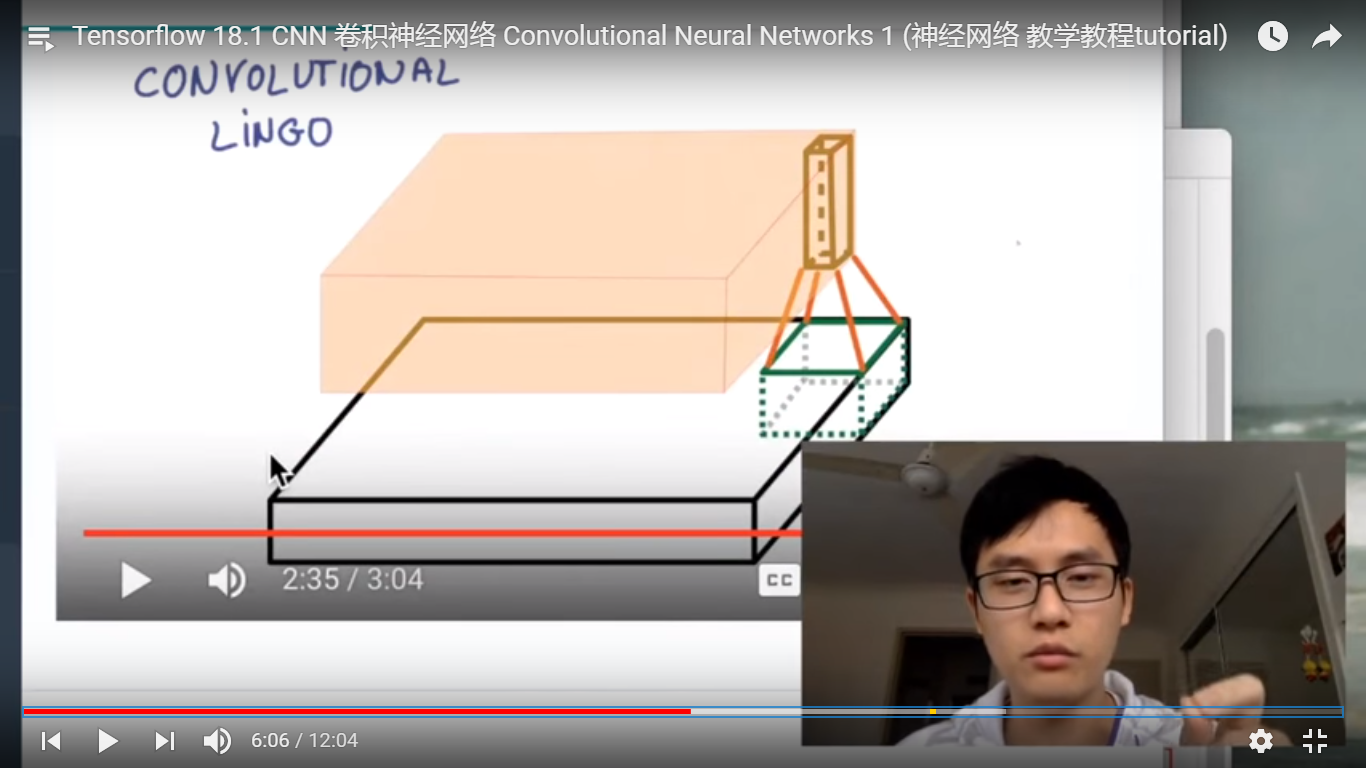 Tensorflow 18.1 CNN 卷积神经网络 Convolutional Neural Networks 1 (神经网络 教学教程tutorial)
CONVOLUTIONAL
LiNGO
2:35 / 3:04
CC
6:06 / 12:04